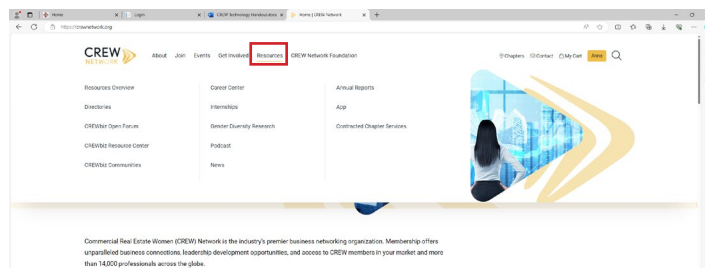 Home
Login
CREW Technology Handout.docx
Home | CREW Network
https://crewnetwork.org
CREW
NETWORK
About Join Events Get Involved Resources CREW Network Foundation
Chapters Contact My Cart Anna
Resources Overview
Career Center
Annual Reports
Directories
Internships
App
CREWbiz Open Forum
Gender Diversity Research
Contracted Chapter Services
CREWbiz Resource Center
Podcast
CREWbiz Communities
News
Commercial Real Estate Women (CREW) Network is the industry's premier business networking organization. Membership offers
unparalleled business connections, leadership development opportunities, and access to CREW members in your market and more
than 14,000 professionals across the globe.